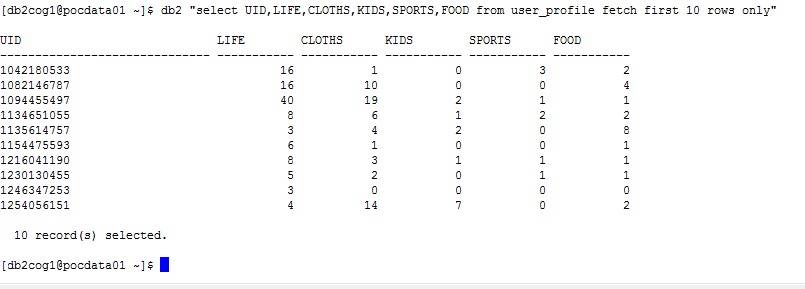 [db2cog1@pocdata01 ~]$ db2 "select UID,LIFE,CLOTHS,KIDS,SPORTS,FOOD from user_profile fetch first 10 rows only"
UID LIFE CLOTHS KIDS SPORTS FOOD
------------------------------ ----------- ----------- ----------- ----------- -----------
1042180533 16 1 0 3 2
1082146787 16 10 0 0 4
1094455497 40 19 2 1 1
1134651055 8 6 1 2 2
1135614757 3 4 2 0 8
1154475593 6 1 0 0 1
1216041190 8 3 1 1 1
1230130455 5 2 0 1 1
1246347253 3 0 0 0 0
1254056151 4 14 7 0 2
10 record(s) selected.
[db2cog1@pocdata01 ~]$